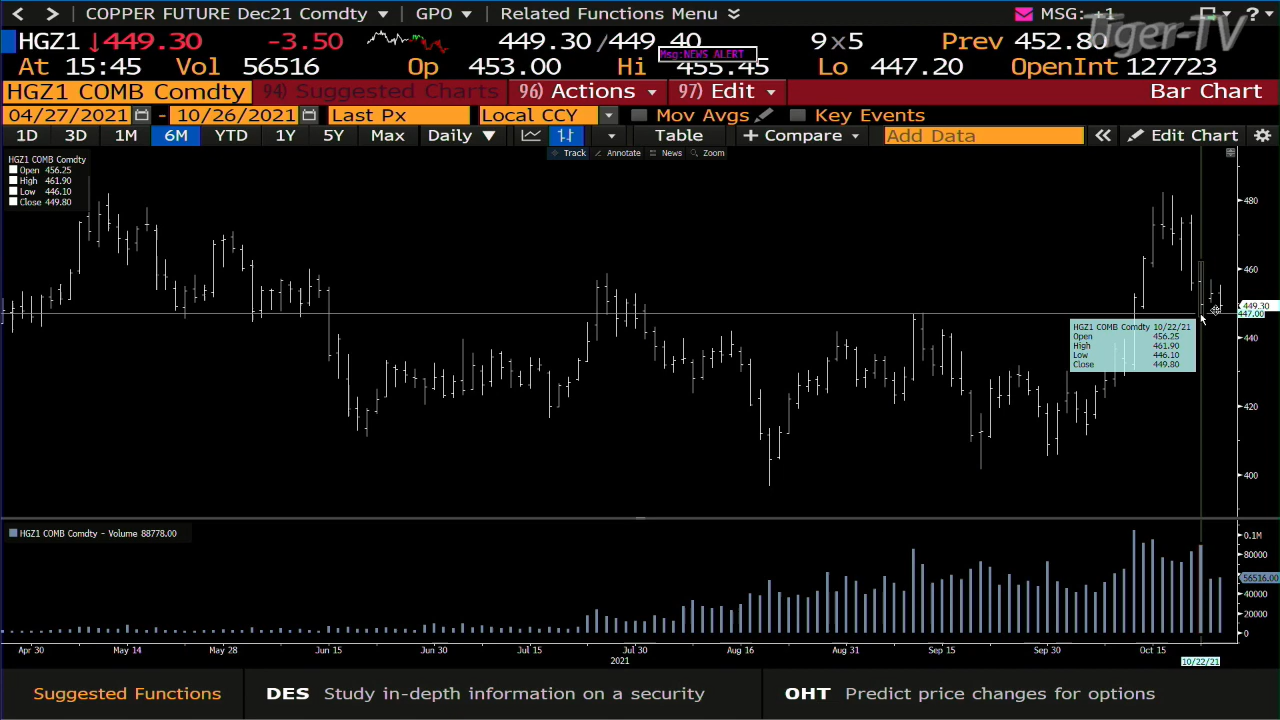 < > COPPER FUTURE Dec21 Comdty ▾ GPO ▾ Related Functions Menu MSG: +1 ? ▾
Tiger-TV
HGZ1 ↓449.30 -3.50 449.30 /449.40 9x5 Prev 452.80
Msg:NEWS ALERT
At 15:45 Vol 56516 Op 453.00 Hi 455.45 Lo 447.20 OpenInt 127723
HGZ1 COMB Comdty 94) Suggested Charts 96) Actions ▾ 97) Edit ▾ Bar Chart
04/27/2021 - 10/26/2021 Last Px Local CCY ▾ Mov Avgs Key Events
1D 3D 1M 6M YTD 1Y 5Y Max Daily ▼ Table + Compare ▾ Add Data « Edit Chart
Track Annotate News Zoom
HGZ1 COMB Comdty
Open 456.25
High 461.90
Low 446.10
Close 449.80
480
460
449.30
447.00
440
420
400
HGZ1 COMB Comdty 10/22/21
Open 456.25
High 461.90
Low 446.10
Close 449.80
HGZ1 COMB Comdty - Volume 88778.00
0.1M
80000
56516.00
40000
20000
0
Apr 30 May 14 May 28 Jun 15 Jun 30 Jul 15 Jul 30 Aug 16 Aug 31 Sep 15 Sep 30 Oct 15
2021
10/22/21
Suggested Functions DES Study in-depth information on a security OHT Predict price changes for options